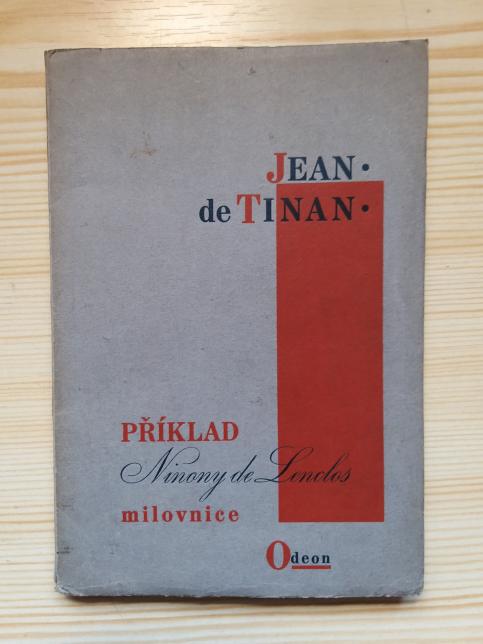 JEAN •
de TINAN •
PŘÍKLAD
Ninony de Lenclos
milovnice
Odeon